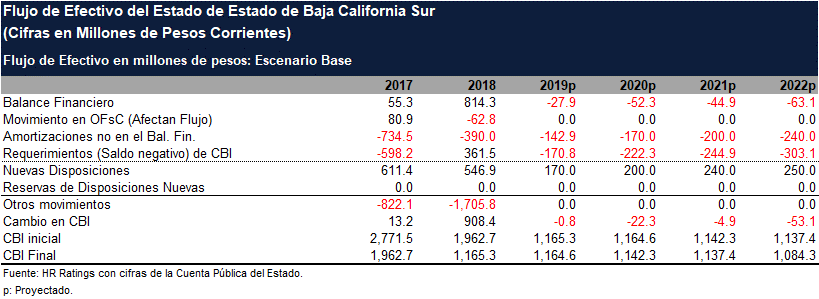 Flujo de Efectivo del Estado de Estado de Baja California Sur
(Cifras en Millones de Pesos Corrientes)
Flujo de Efectivo en millones de pesos: Escenario Base
2017 2018 2019p 2020p 2021p 2022p
Balance Financiero 55.3 814.3 -27.9 -52.3 -44.9 -63.1
Movimiento en OFsC (Afectan Flujo) 80.9 -62.8 0.0 0.0 0.0 0.0
Amortizaciones no en el Bal. Fin. -734.5 -390.0 -142.9 -170.0 -200.0 -240.0
Requerimientos (Saldo negativo) de CBI -598.2 361.5 -170.8 -222.3 -244.9 -303.1
Nuevas Disposiciones 611.4 546.9 170.0 200.0 240.0 250.0
Reservas de Disposiciones Nuevas 0.0 0.0 0.0 0.0 0.0 0.0
Otros movimientos -822.1 -1,705.8 0.0 0.0 0.0 0.0
Cambio en CBI 13.2 908.4 -0.8 -22.3 -4.9 -53.1
CBI inicial 2,771.5 1,962.7 1,165.3 1,164.6 1,142.3 1,137.4
CBI Final 1,962.7 1,165.3 1,164.6 1,142.3 1,137.4 1,084.3
Fuente: HR Ratings con cifras de la Cuenta Pública del Estado.
p: Proyectado.